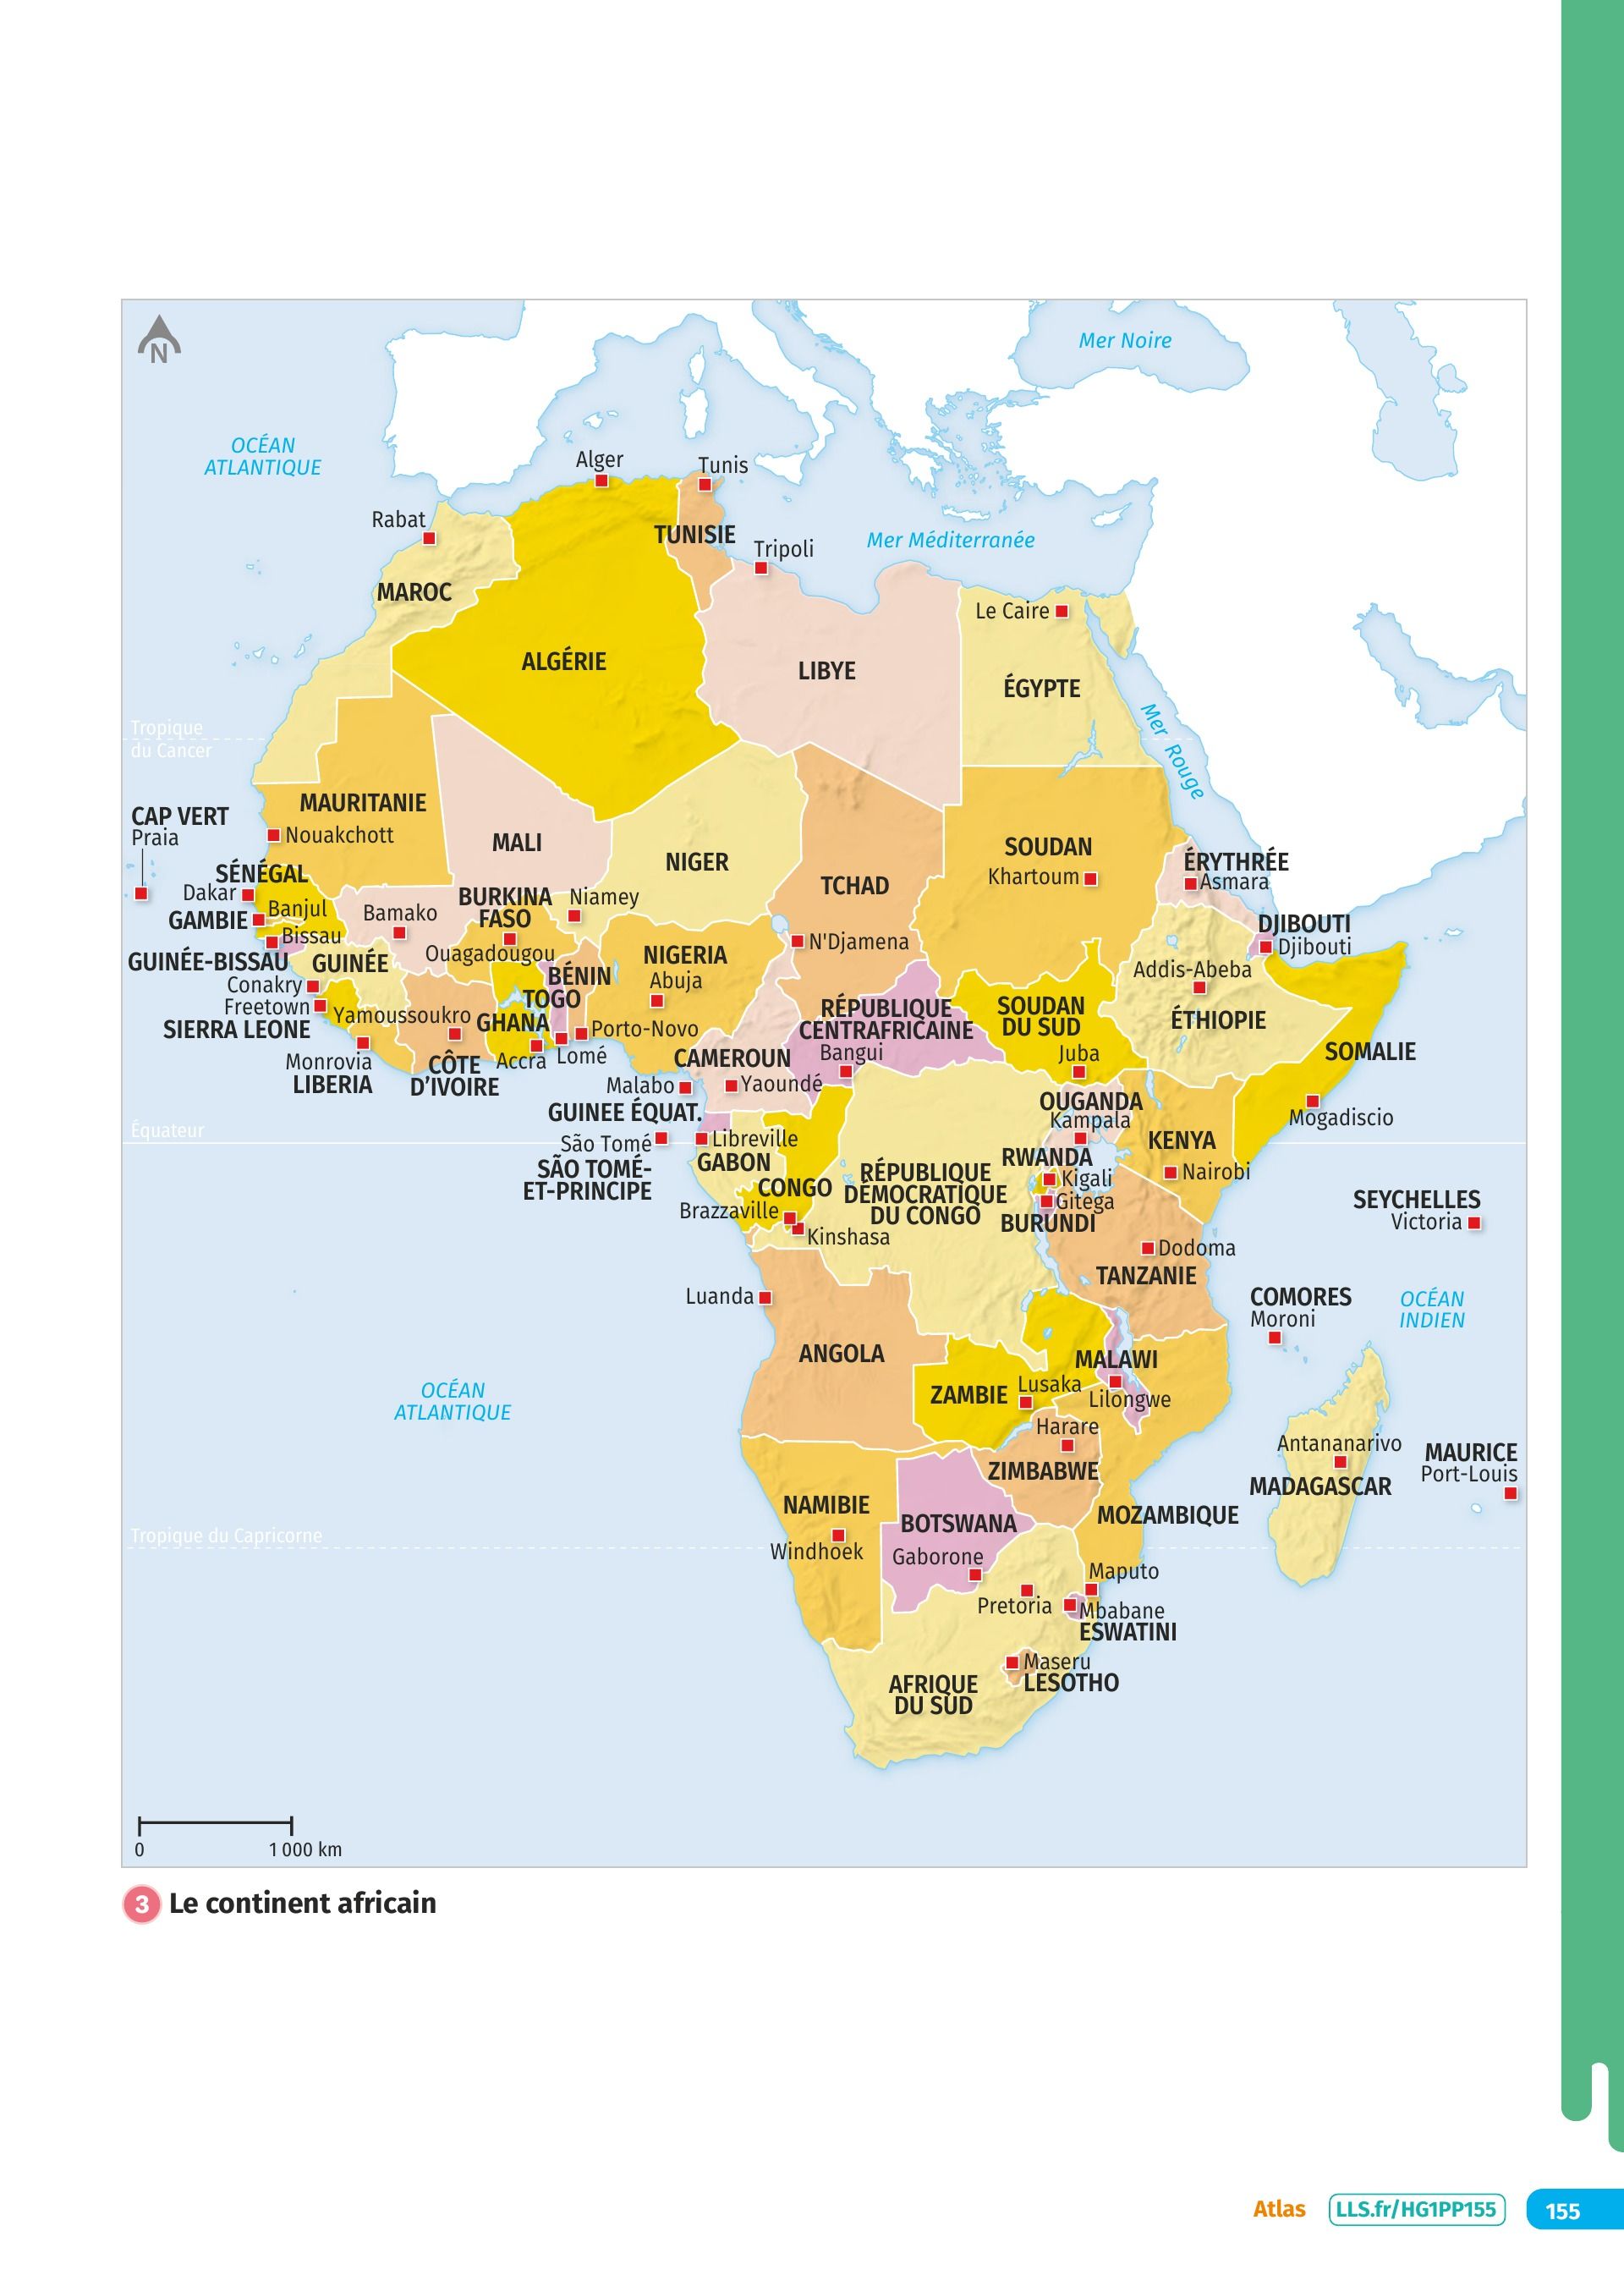 N
Mer Noire
OCÉAN
ATLANTIQUE
Alger
Tunis
Rabat
TUNISIE
Tripoli
Mer Méditerranée
MAROC
Le Caire
ALGÉRIE
LIBYE
ÉGYPTE
Mer Rouge
Tropique
du Cancer
CAP VERT
Praia
MAURITANIE
Nouakchott
MALI
NIGER
TCHAD
SOUDAN
Khartoum
ÉRYTHRÉE
Asmara
SÉNÉGAL
Dakar
Banjul
GAMBIE
Bissau
GUINÉE-BISSAU
GUINÉE
Bamako
BURKINA
FASO
Niamey
Ouagadougou
NIGERIA
Abuja
N'Djamena
DJIBOUTI
Djibouti
Addis-Abeba
ÉTHIOPIE
Conakry
Freetown
SIERRA LEONE
Yamoussoukro
BÉNIN
TOGO
GHANA
Porto-Novo
Monrovia
LIBERIA
CÔTE
D'IVOIRE
Accra
Lomé
RÉPUBLIQUE
CENTRAFRICAINE
Bangui
SOUDAN
DU SUD
Juba
SOMALIE
Mogadiscio
CAMEROUN
Yaoundé
Malabo
GUINEE ÉQUAT.
Équateur
São Tomé
SÃO TOMÉ-
ET-PRINCIPE
Libreville
GABON
CONGO
Brazzaville
Kinshasa
RÉPUBLIQUE
DÉMOCRATIQUE
DU CONGO
OUGANDA
Kampala
KENYA
Nairobi
RWANDA
Kigali
Gitega
BURUNDI
Dodoma
TANZANIE
SEYCHELLES
Victoria
Luanda
ANGOLA
COMORES
Moroni
OCÉAN
INDIEN
OCÉAN
ATLANTIQUE
ZAMBIE
Lusaka
MALAWI
Lilongwe
Harare
ZIMBABWE
Antananarivo
MADAGASCAR
MAURICE
Port-Louis
NAMIBIE
Windhoek
BOTSWANA
Gaborone
MOZAMBIQUE
Tropique du Capricorne
Maputo
Pretoria
Mbabane
ESWATINI
Maseru
LESOTHO
AFRIQUE
DU SUD
0
1 000 km
3 Le continent africain
Atlas
LLS.fr/HG1PP155
155